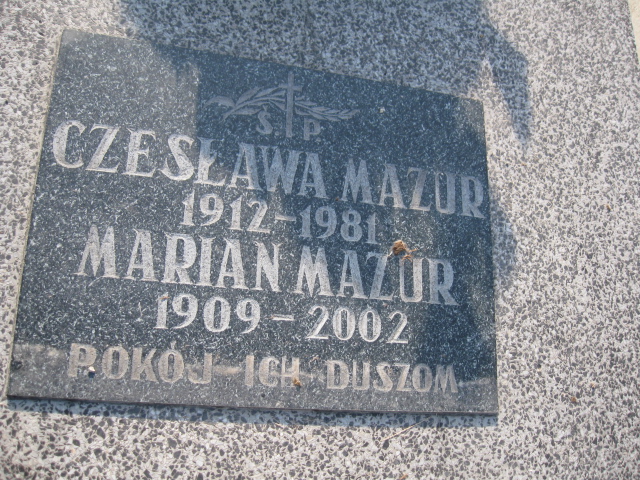 Ś P
CZESŁAWA MAZUR
1912-1981
MARIAN MAZUR
1909-2002
POKÓJ ICH DUSZOM